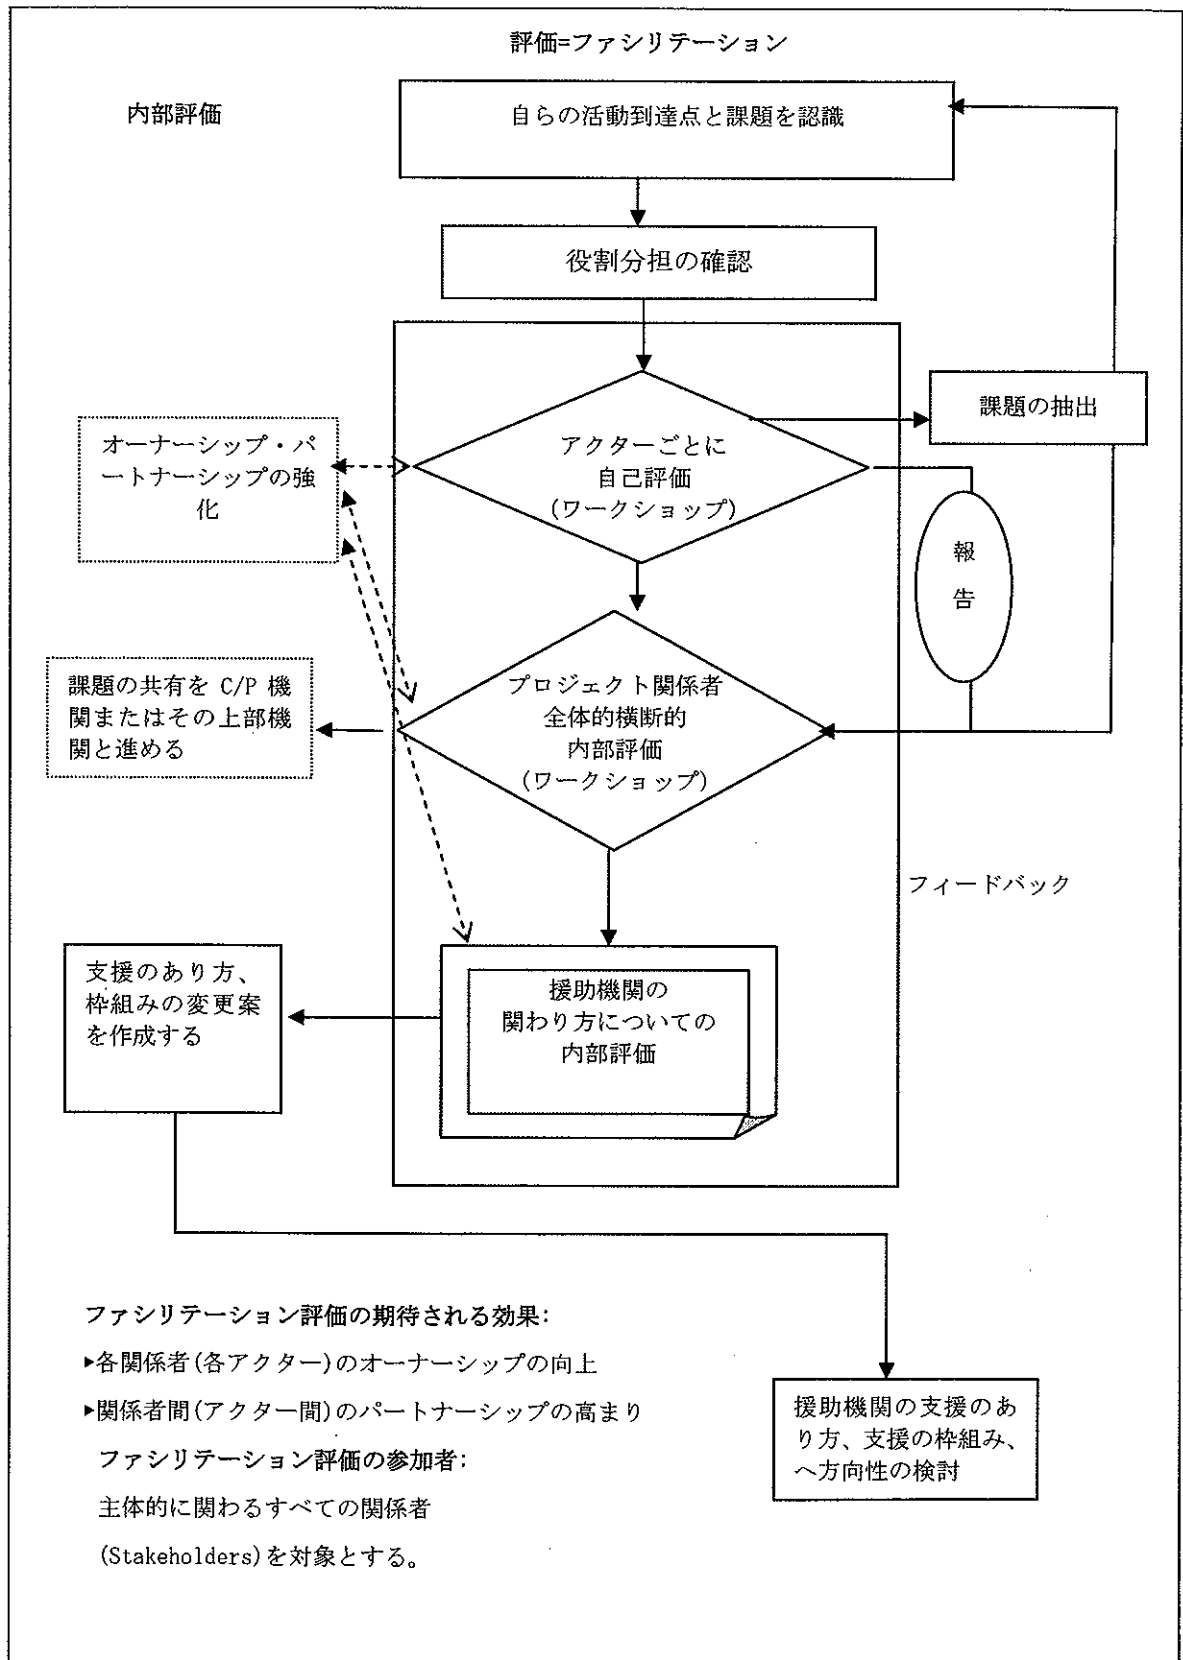 評価=ファシリテーション
内部評価
自らの活動到達点と課題を認識
役割分担の確認
課題の抽出
アクターごとに
自己評価
(ワークショップ)
オーナーシップ・パ
ートナーシップの強
化
報
告
プロジェクト関係者
全体的横断的
内部評価
(ワークショップ)
課題の共有を C/P 機
関またはその上部機
関と進める
フィードバック
支援のあり方、
枠組みの変更案
を作成する
援助機関の
関わり方についての
内部評価
ファシリテーション評価の期待される効果:
▶各関係者(各アクター)のオーナーシップの向上
▶関係者間(アクター間)のパートナーシップの高まり
ファシリテーション評価の参加者:
主体的に関わるすべての関係者
(Stakeholders)を対象とする。
援助機関の支援のあ
り方、支援の枠組み、
へ方向性の検討